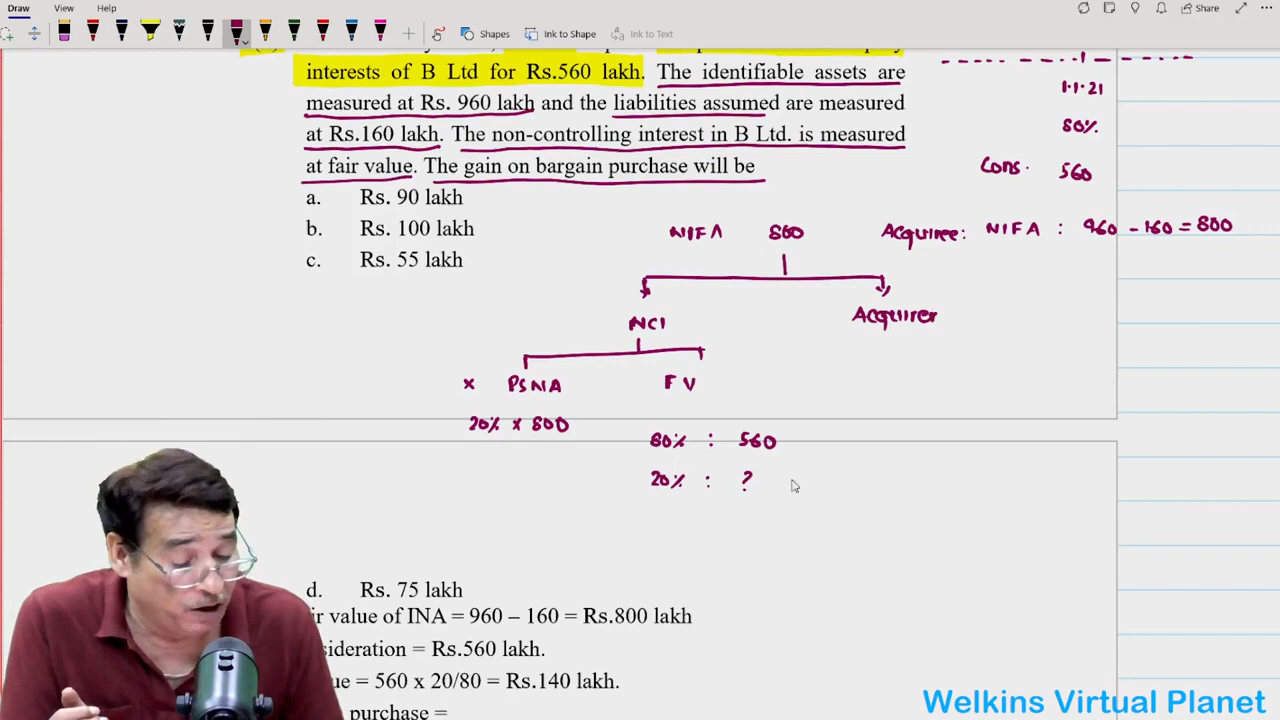 Draw View Help Share
Shapes Ink to Shape Ink to Text
interests of B Ltd for Rs.560 lakh. The identifiable assets are
measured at Rs. 960 lakh and the liabilities assumed are measured
at Rs.160 lakh. The non-controlling interest in B Ltd. is measured
at fair value. The gain on bargain purchase will be
a. Rs. 90 lakh
b. Rs. 100 lakh
c. Rs. 55 lakh
1.1.21
80%
Cons. 560
NIFA 800
Acquiree: NIFA : 960 - 160 = 800
NCI
Acquirer
x PSNA FV
20% x 800
80% : 560
20% : ?
d. Rs. 75 lakh
ir value of INA = 960 – 160 = Rs.800 lakh
sideration = Rs.560 lakh.
ue = 560 x 20/80 = Rs.140 lakh.
purchase =
Welkins Virtual Planet